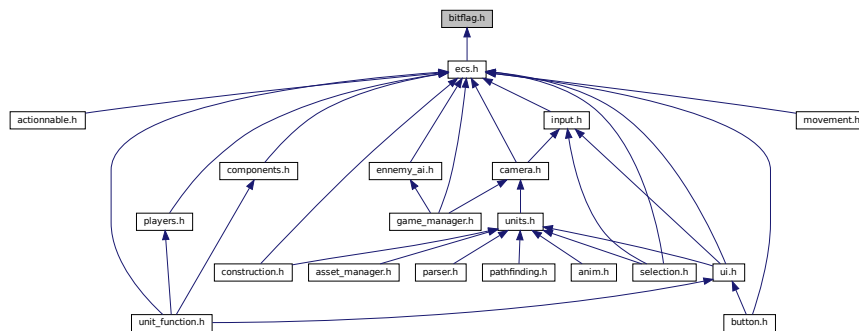 bitflag.h
ecs.h
actionnable.h
input.h
movement.h
components.h
ennemy_ai.h
camera.h
players.h
game_manager.h
units.h
construction.h
asset_manager.h
parser.h
pathfinding.h
anim.h
selection.h
ui.h
unit_function.h
button.h